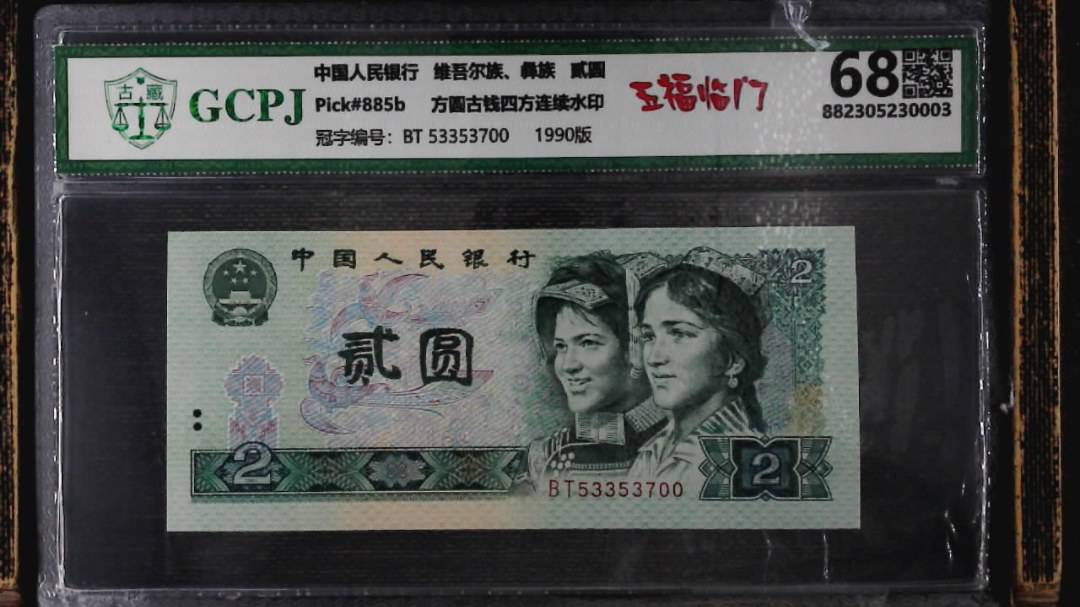 古藏
GCPJ
中国人民银行 维吾尔族、彝族 贰圆
Pick#885b 方圆古钱四方连续水印
冠字编号: BT 53353700 1990版
五福临门
68
882305230003
中国人民银行
2
贰圆
2
BT53353700
2